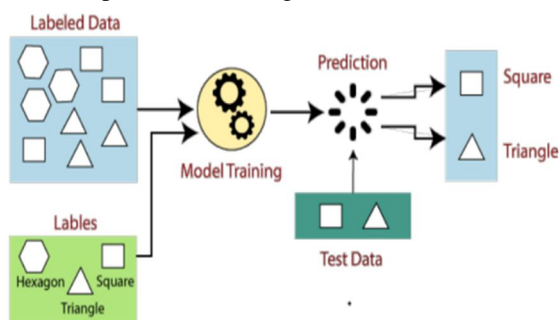 Labeled Data
Prediction
Square
Model Training
Triangle
Lables
Hexagon
Square
Triangle
Test Data